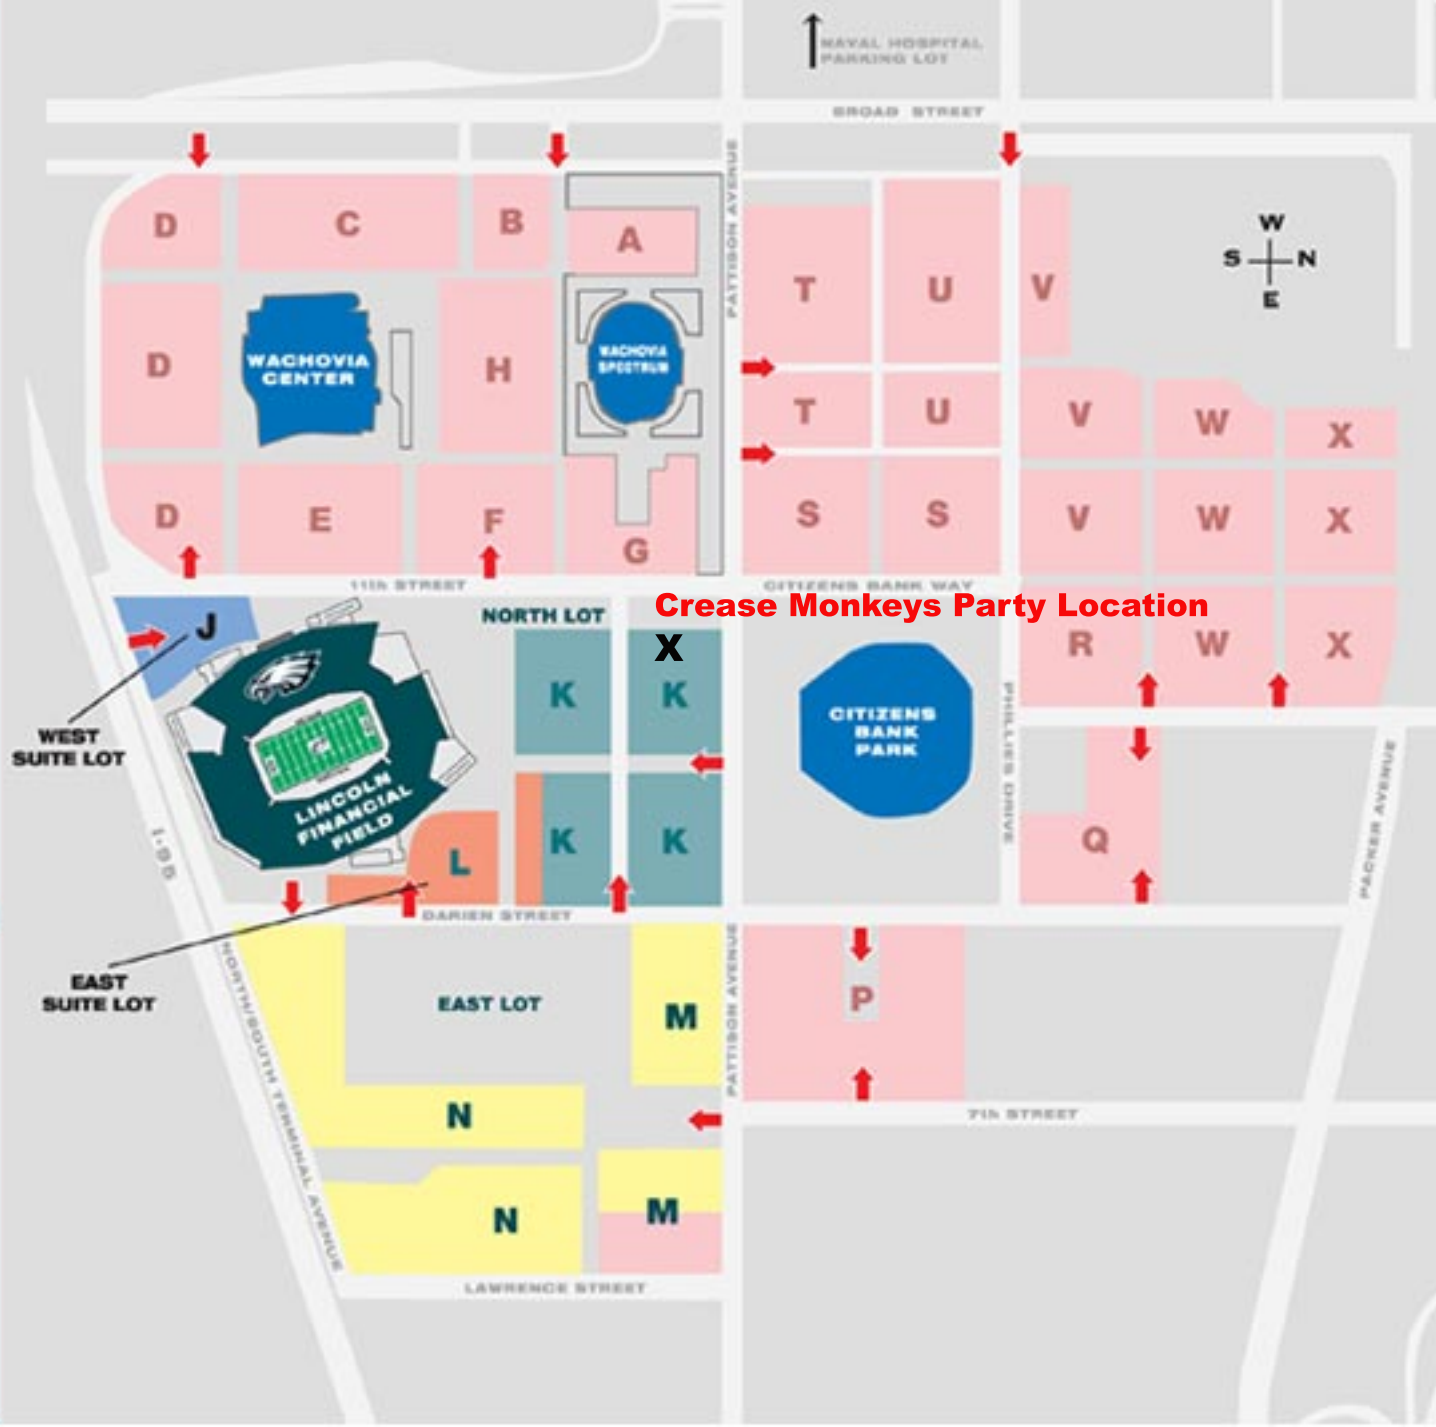 NAVAL HOSPITAL
PARKING LOT
BROAD STREET
PATTISON AVENUE
W
S N
E
D
C
B
A
T
U
V
D
WACHOVIA
CENTER
H
WACHOVIA
SPECTRUM
T
U
V
W
X
D
E
F
G
S
S
V
W
X
11th STREET
CITIZENS BANK WAY
Crease Monkeys Party Location
X
NORTH LOT
J
K
K
R
W
X
WEST
SUITE LOT
CITIZENS
BANK
PARK
PHILLIES DRIVE
LINCOLN
FINANCIAL
FIELD
I-95
L
K
K
Q
PACKER AVENUE
DARIEN STREET
EAST
SUITE LOT
NORTH/SOUTH TERMINAL AVENUE
EAST LOT
M
PATTISON AVENUE
P
N
7th STREET
N
M
LAWRENCE STREET